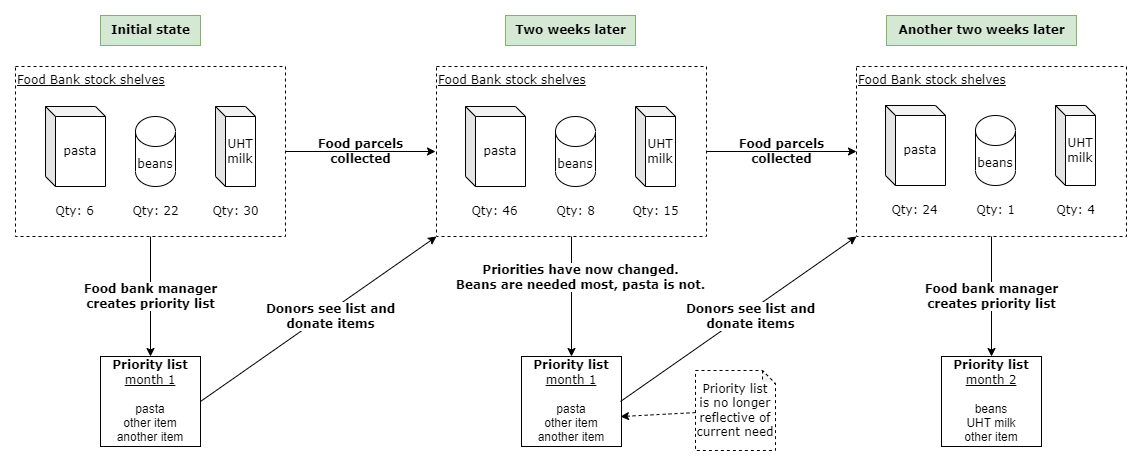 Initial state
Two weeks later
Another two weeks later
Food Bank stock shelves
pasta
beans
UHT
milk
Qty: 6
Qty: 22
Qty: 30
Food parcels
collected
Food Bank stock shelves
pasta
beans
UHT
milk
Qty: 46
Qty: 8
Qty: 15
Food parcels
collected
Food Bank stock shelves
pasta
beans
UHT
milk
Qty: 24
Qty: 1
Qty: 4
Food bank manager
creates priority list
Donors see list and
donate items
Priorities have now changed.
Beans are needed most, pasta is not.
Donors see list and
donate items
Food bank manager
creates priority list
Priority list
month 1
pasta
other item
another item
Priority list
month 1
pasta
other item
another item
Priority list
is no longer
reflective of
current need
Priority list
month 2
beans
UHT milk
other item